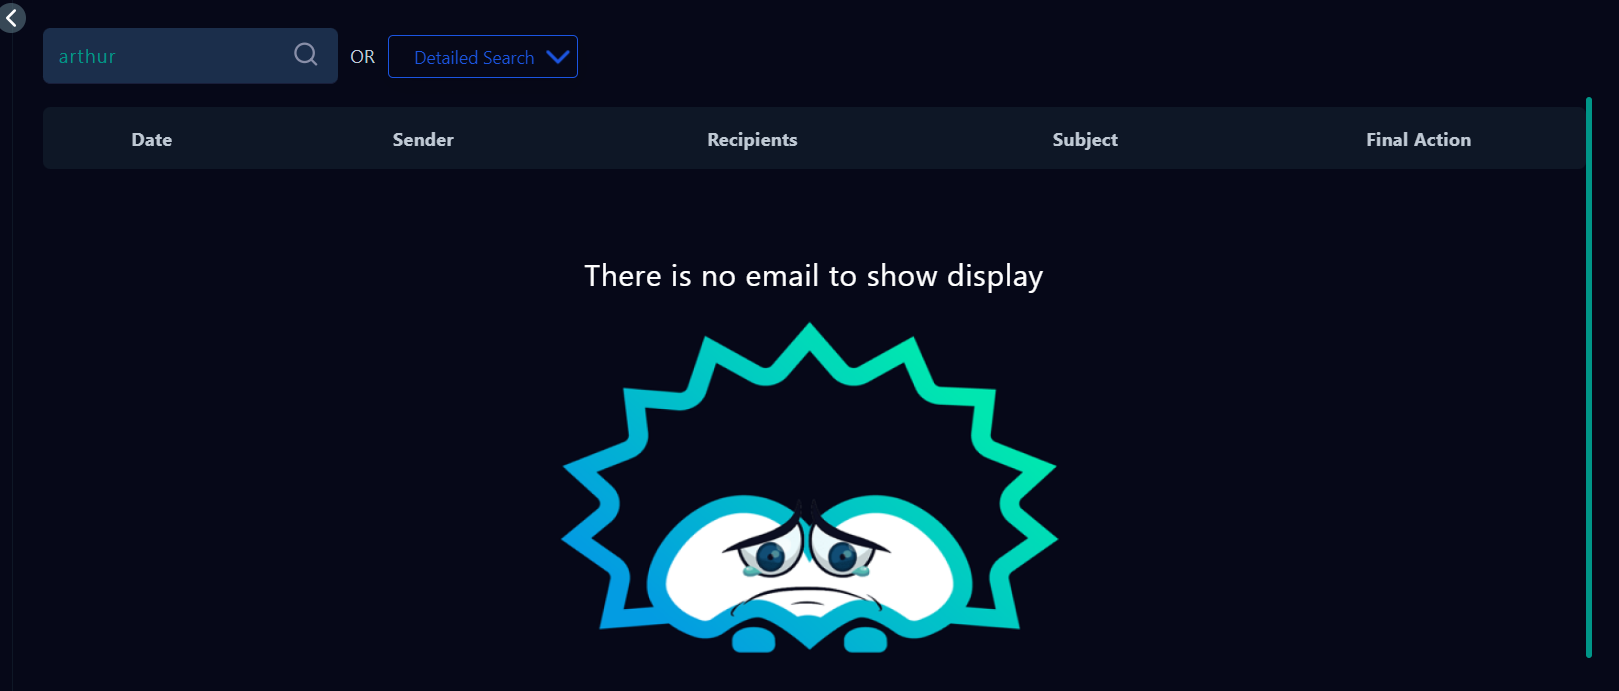 arthur
OR
Detailed Search
Date Sender Recipients Subject Final Action
There is no email to show display